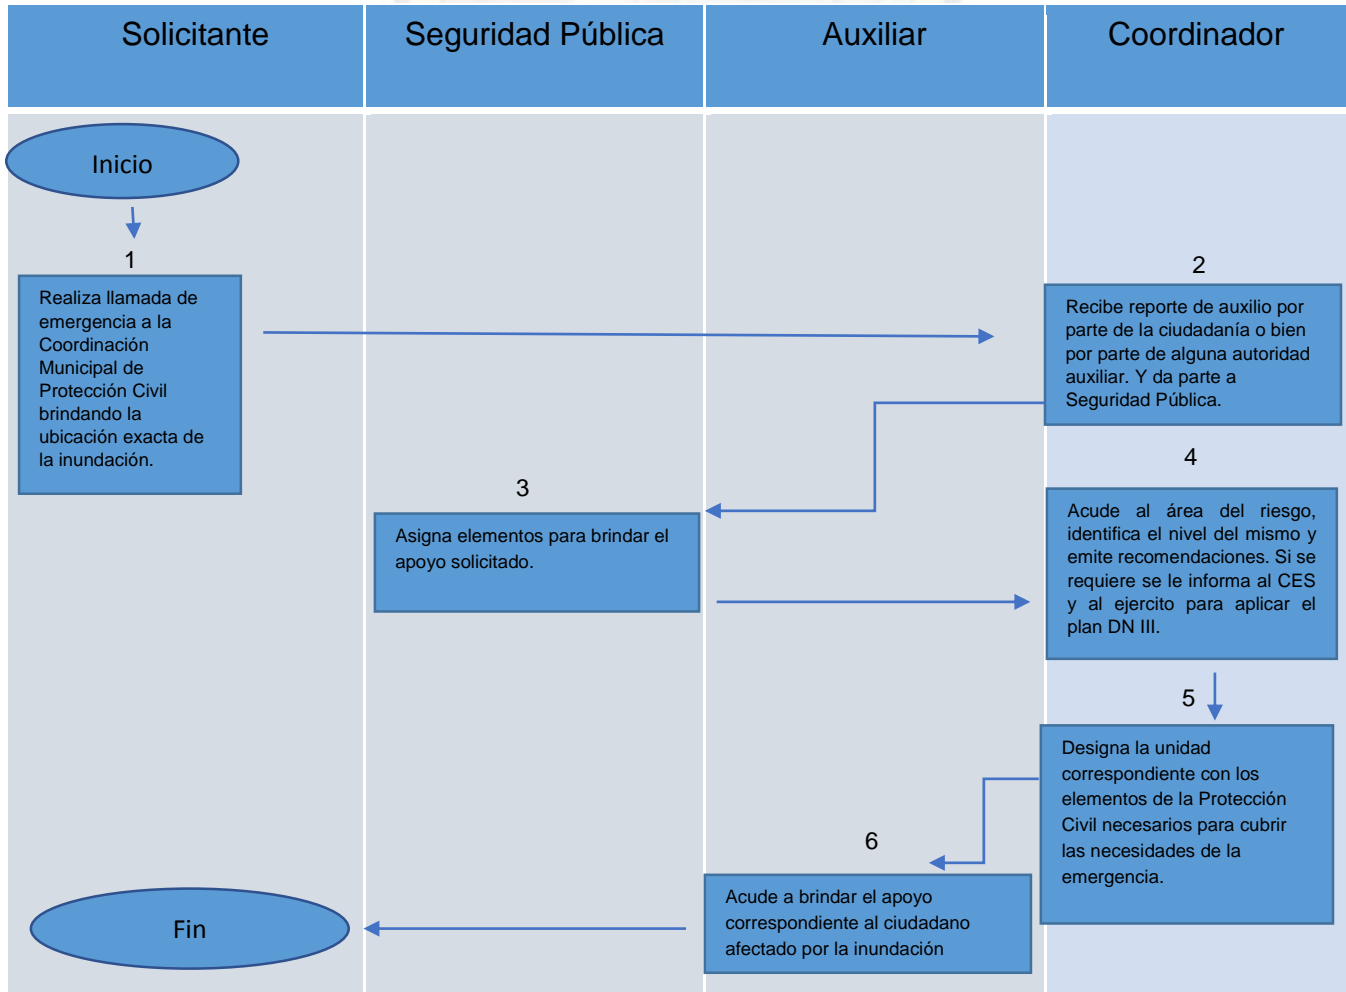 Solicitante
Seguridad Pública
Auxiliar
Coordinador
Inicio
1
Realiza llamada de
emergencia a la
Coordinación
Municipal de
Protección Civil
brindando la
ubicación exacta de
la inundación.
2
Recibe reporte de auxilio por
parte de la ciudadanía o bien
por parte de alguna autoridad
auxiliar. Y da parte a
Seguridad Pública.
3
Asigna elementos para brindar el
apoyo solicitado.
4
Acude al área del riesgo,
identifica el nivel del mismo y
emite recomendaciones. Si se
requiere se le informa al CES
y al ejercito para aplicar el
plan DN III.
5
Designa la unidad
correspondiente con los
elementos de la Protección
Civil necesarios para cubrir
las necesidades de la
emergencia.
6
Acude a brindar el apoyo
correspondiente al ciudadano
afectado por la inundación
Fin